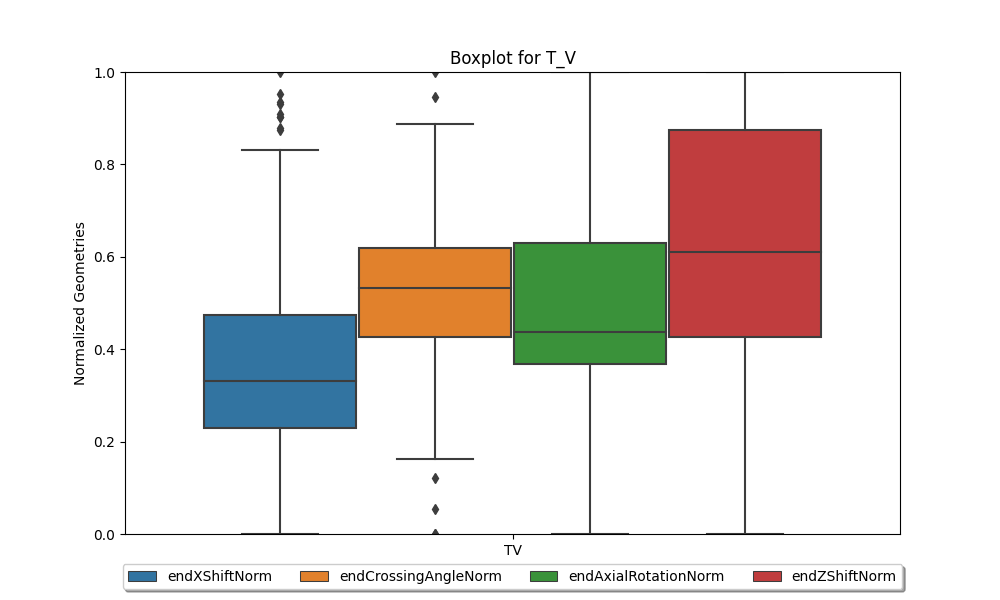 Boxplot for T_V
1.0
0.8
0.6
0.4
0.2
0.0
Normalized Geometries
TV
endXShiftNorm endCrossingAngleNorm endAxialRotationNorm endZShiftNorm